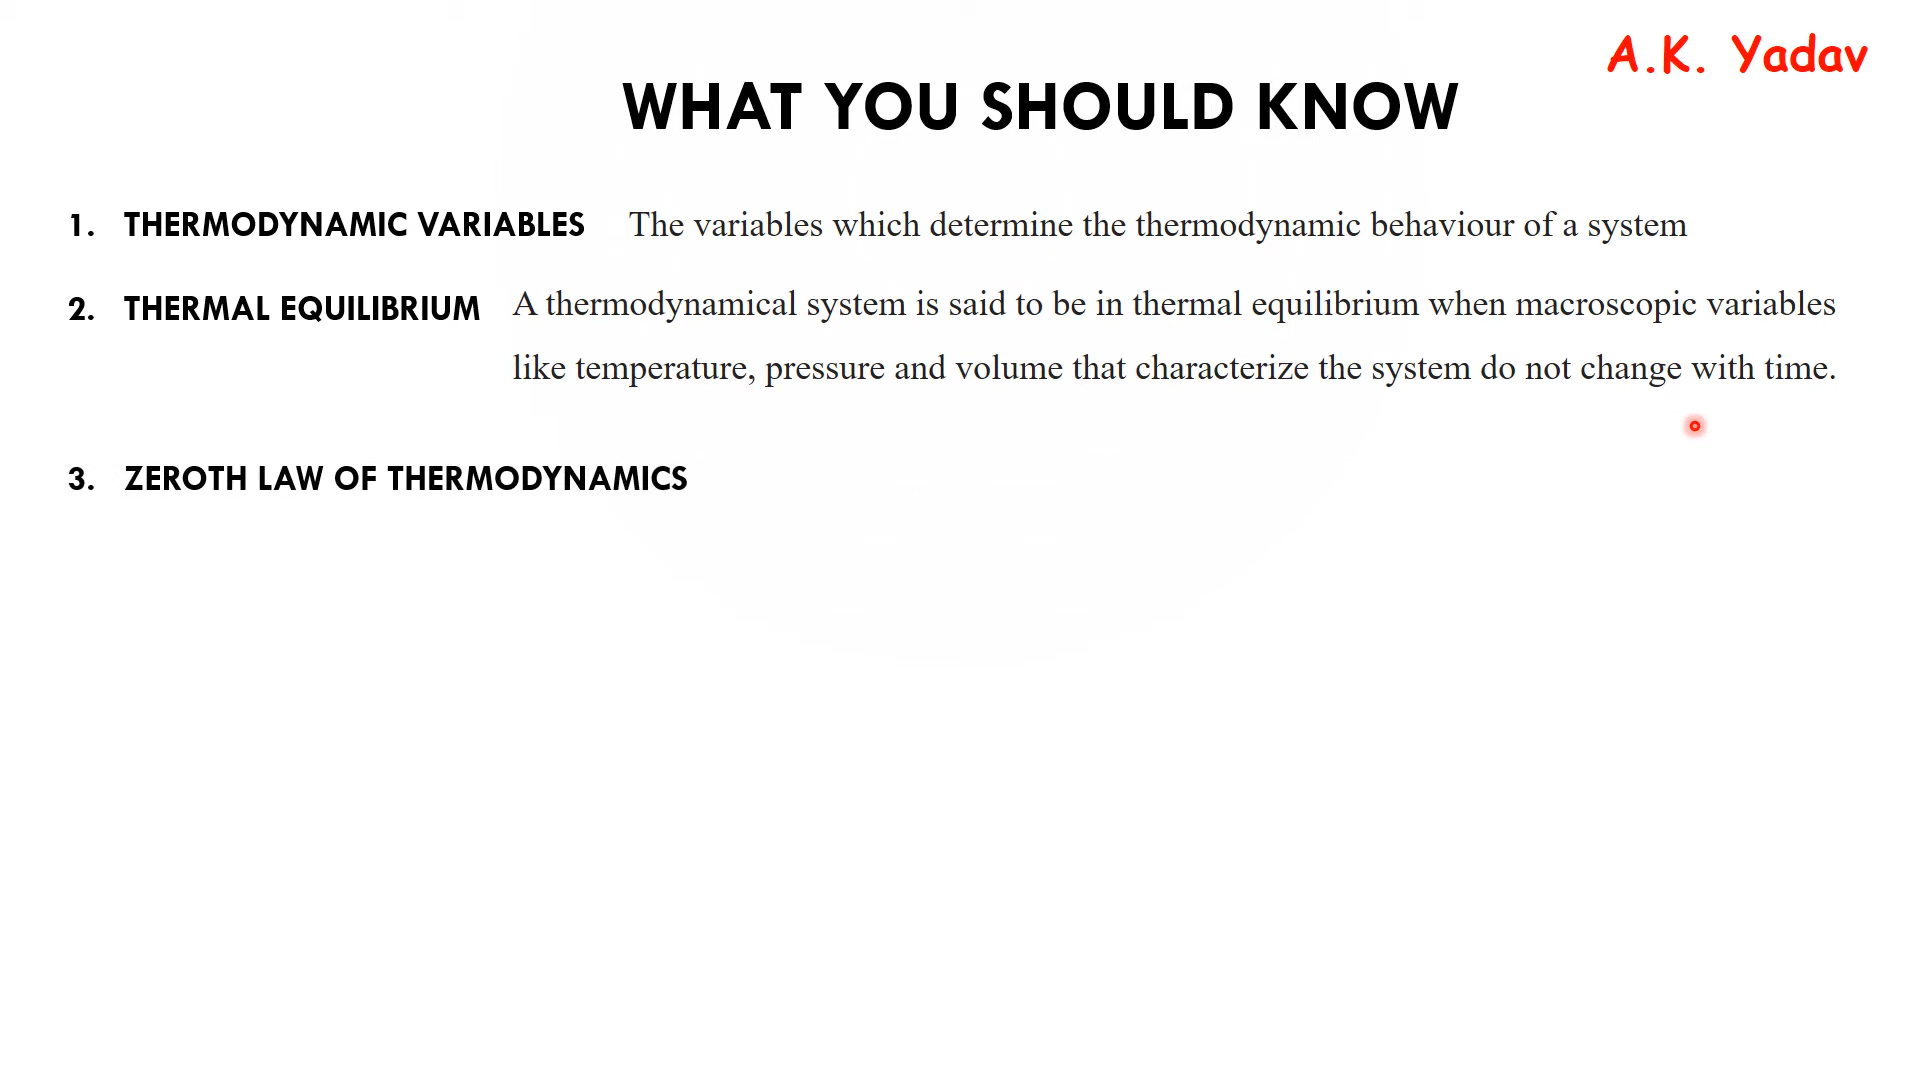 A.K. Yadav
WHAT YOU SHOULD KNOW
1. THERMODYNAMIC VARIABLES The variables which determine the thermodynamic behaviour of a system
2. THERMAL EQUILIBRIUM A thermodynamical system is said to be in thermal equilibrium when macroscopic variables
like temperature, pressure and volume that characterize the system do not change with time.
3. ZEROTH LAW OF THERMODYNAMICS